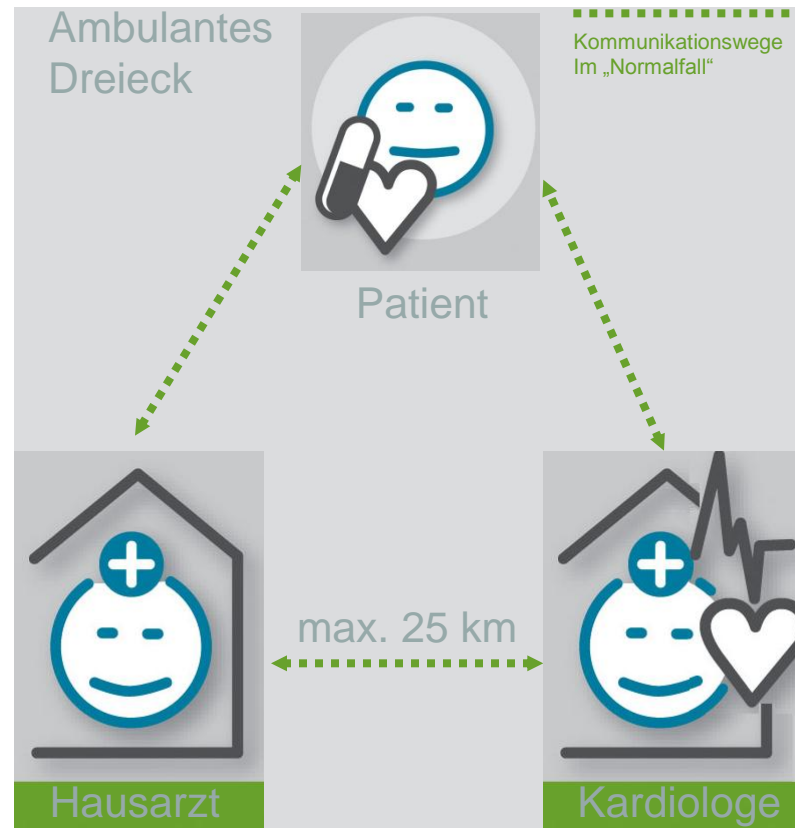 Ambulantes
Dreieck
Kommunikationswege
Im „Normalfall“
Patient
max. 25 km
Hausarzt
Kardiologe